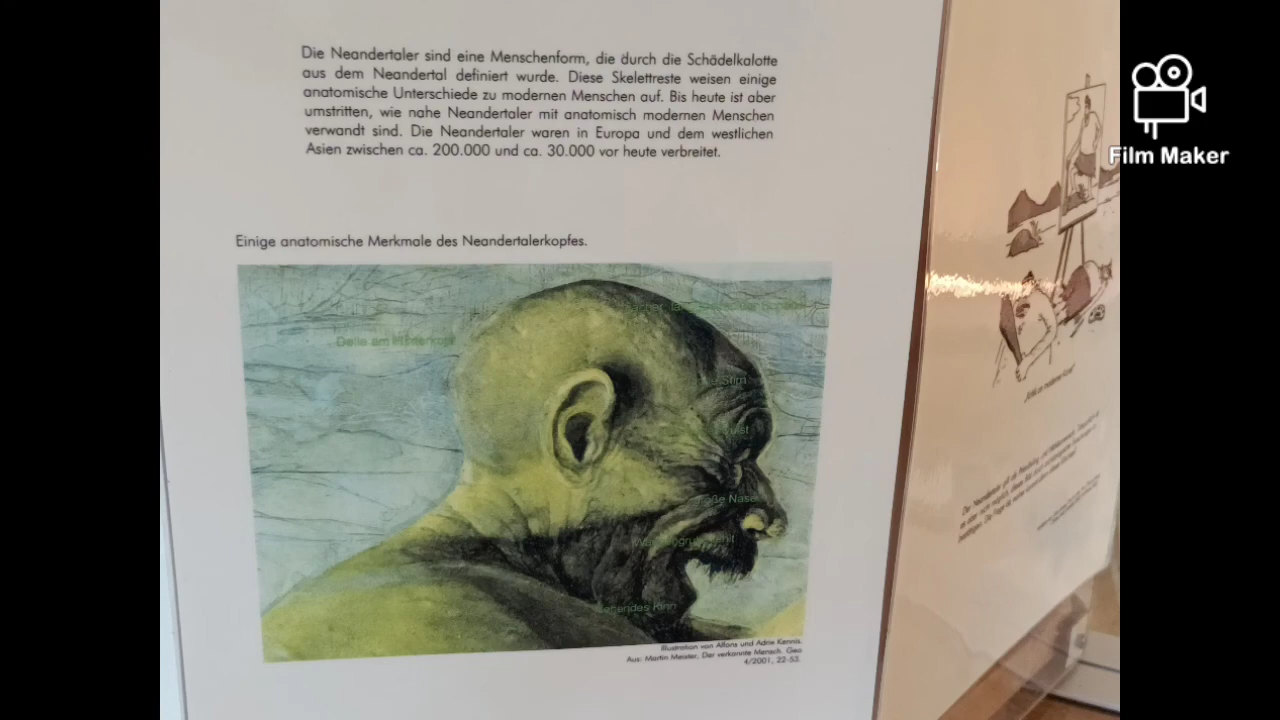 Die Neandertaler sind eine Menschenform, die durch die Schädelkalotte
aus dem Neandertal definiert wurde. Diese Skelettreste weisen einige
anatomische Unterschiede zu modernen Menschen auf. Bis heute ist aber
umstritten, wie nahe Neandertaler mit anatomisch modernen Menschen
verwandt sind. Die Neandertaler waren in Europa und dem westlichen
Asien zwischen ca. 200.000 und ca. 30.000 vor heute verbreitet.
Einige anatomische Merkmale des Neandertalerkopfes.
Delle am Hinterkopf
Stirn
Nase
Kinn
Illustration von Alfons und Adrie Kennis.
Aus: Martin Meister, Der verkannte Mensch. Geo
4/2001, 22-53.
Film Maker